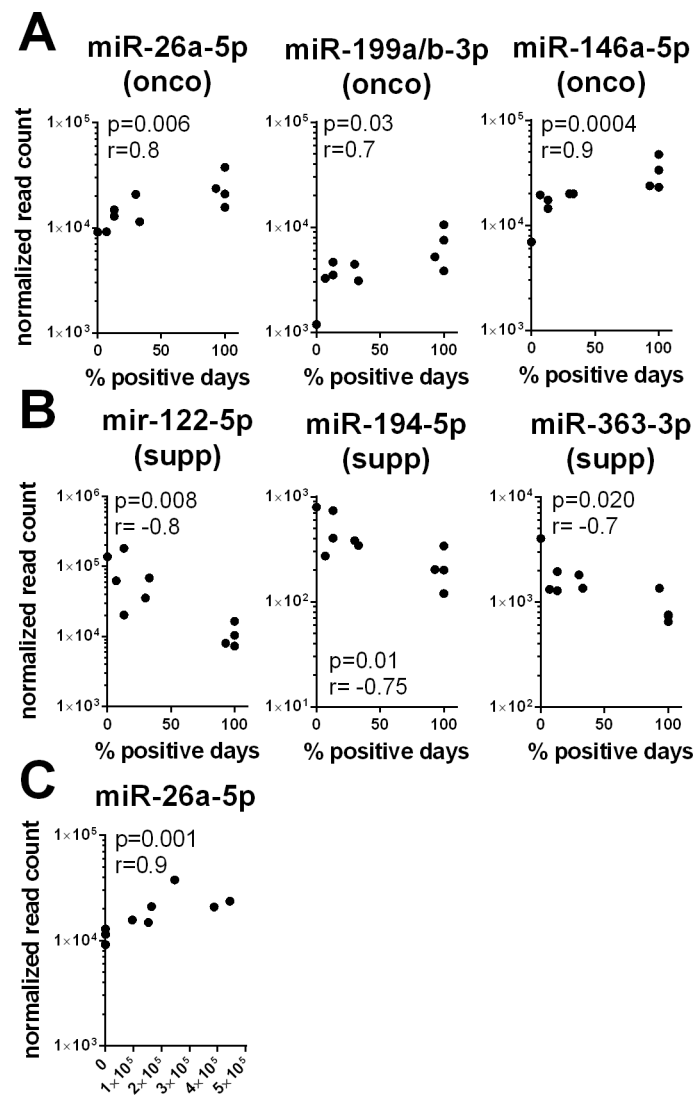 A
miR-26a-5p
(onco)
miR-199a/b-3p
(onco)
miR-146a-5p
(onco)
normalized read count
1×10⁵
1×10⁴
1×10³
p=0.006
r=0.8
0 50 100
% positive days
1×10⁵
1×10⁴
1×10³
p=0.03
r=0.7
0 50 100
% positive days
1×10⁵
1×10⁴
1×10³
p=0.0004
r=0.9
0 50 100
% positive days
B
mir-122-5p
(supp)
miR-194-5p
(supp)
miR-363-3p
(supp)
normalized read count
1×10⁶
1×10⁵
1×10⁴
1×10³
p=0.008
r= -0.8
0 50 100
% positive days
1×10³
1×10²
1×10¹
p=0.01
r= -0.75
0 50 100
% positive days
1×10⁴
1×10³
1×10²
p=0.020
r= -0.7
0 50 100
% positive days
C
miR-26a-5p
normalized read count
1×10⁵
1×10⁴
1×10³
p=0.001
r=0.9
0 1×10⁵ 2×10⁵ 3×10⁵ 4×10⁵ 5×10⁵